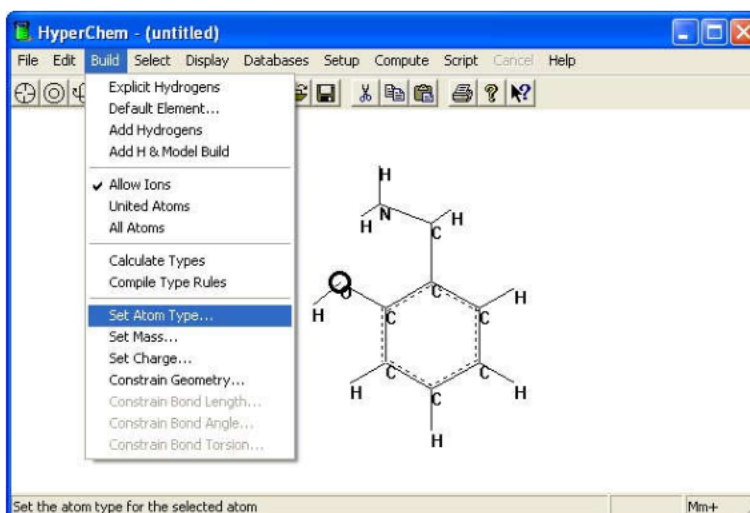 HyperChem - (untitled)
File Edit Build Select Display Databases Setup Compute Script Cancel Help
Explicit Hydrogens
Default Element...
Add Hydrogens
Add H & Model Build
Allow Ions
United Atoms
All Atoms
Calculate Types
Compile Type Rules
Set Atom Type...
Set Mass...
Set Charge...
Constrain Geometry...
Constrain Bond Length...
Constrain Bond Angle...
Constrain Bond Torsion...
H
N H
H C
C H
O
H C C
H C C H
C
H
Set the atom type for the selected atom
Mm+